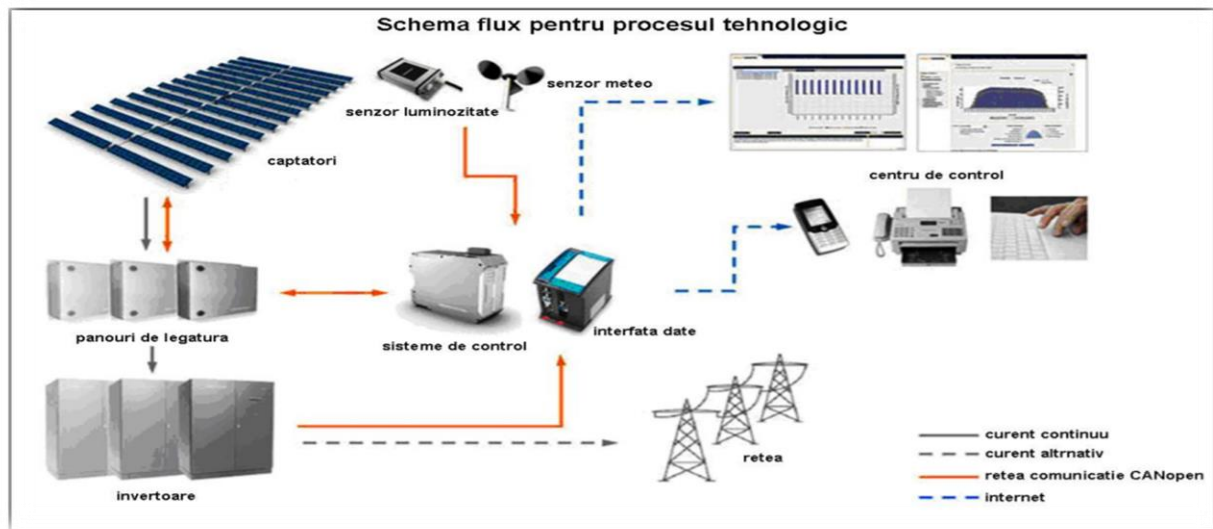 Schema flux pentru procesul tehnologic
senzor meteo
senzor luminozitate
captatori
centru de control
panouri de legatura
sisteme de control
interfata date
retea
invertoare
curent continuu
curent altrnativ
retea comunicatie CANopen
internet